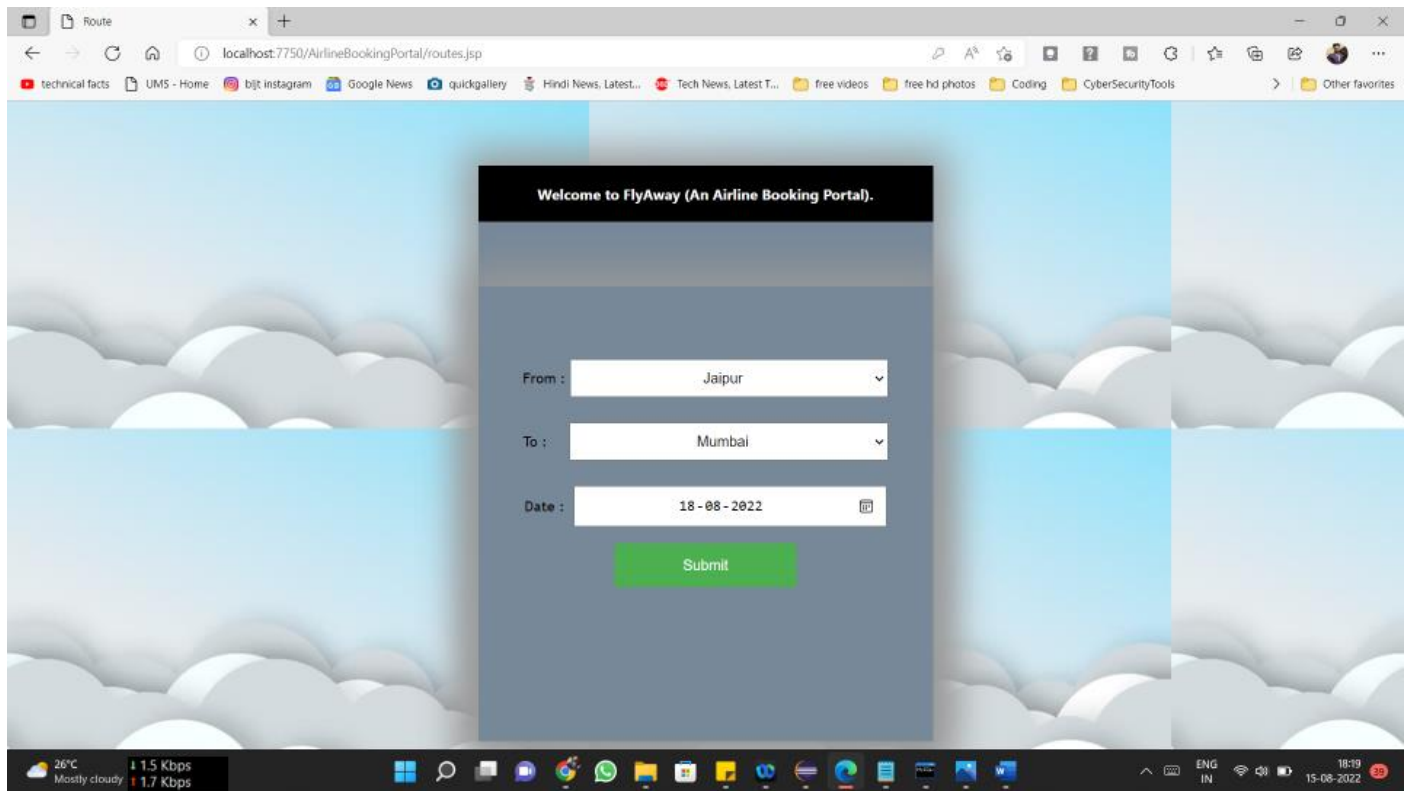 Route
localhost:7750/AirlineBookingPortal/routes.jsp
technical facts UMS - Home bljt instagram Google News quickgallery Hindi News, Latest... Tech News, Latest T... free videos free hd photos Coding CyberSecurityTools Other favorites
Welcome to FlyAway (An Airline Booking Portal).
From : Jaipur
To : Mumbai
Date : 18-08-2022
Submit
26°C
Mostly cloudy
1.5 Kbps
1.7 Kbps
ENG
IN
18:19
15-08-2022
39